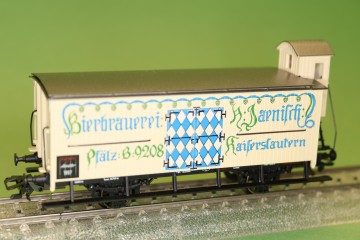 Bierbrauerei: H. Jaenisch:
Pfalz: B.9208 Kaiserslautern